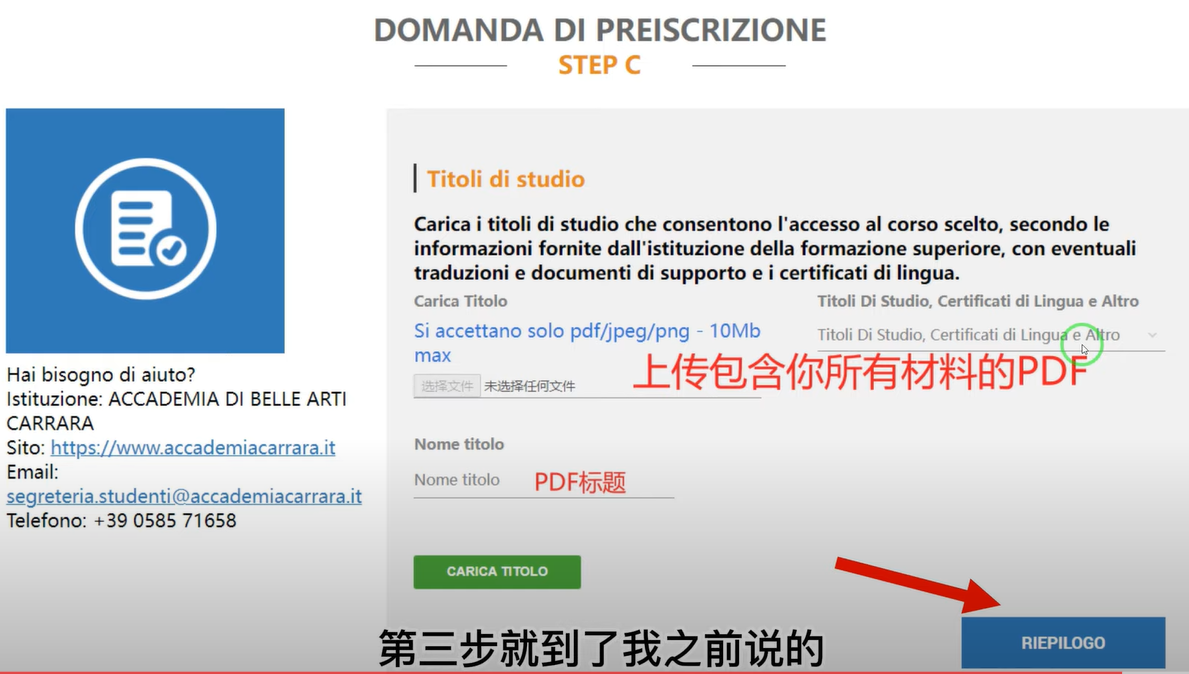 DOMANDA DI PREISCRIZIONE
STEP C
Hai bisogno di aiuto?
Istituzione: ACCADEMIA DI BELLE ARTI
CARRARA
Sito: https://www.accademiacarrara.it
Email:
segreteria.studenti@accademiacarrara.it
Telefono: +39 0585 71658
Titoli di studio
Carica i titoli di studio che consentono l'accesso al corso scelto, secondo le
informazioni fornite dall'istituzione della formazione superiore, con eventuali
traduzioni e documenti di supporto e i certificati di lingua.
Carica Titolo
Si accettano solo pdf/jpeg/png - 10Mb
max
选择文件 未选择任何文件
Titoli Di Studio, Certificati di Lingua e Altro
Titoli Di Studio, Certificati di Lingua e Altro
上传包含你所有材料的PDF
Nome titolo
Nome titolo
PDF标题
CARICA TITOLO
RIEPILOGO
第三步就到了我之前说的